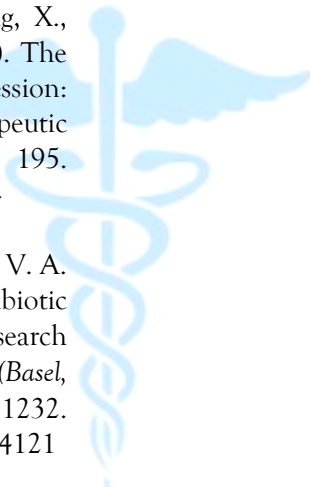 g, X.,
). The
ession:
peutic
195.
V. A.
biotic
search
(Basel,
1232.
4121